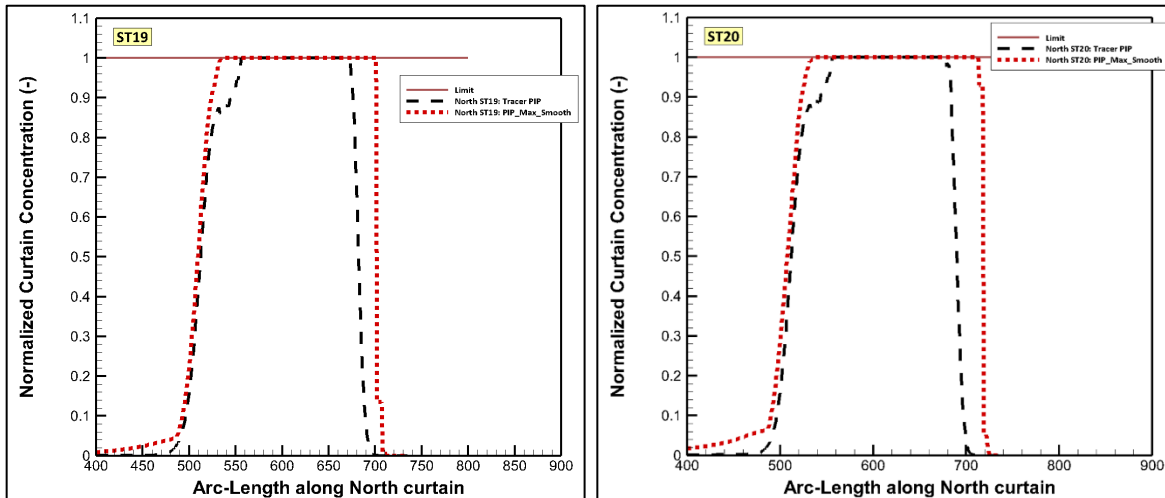 ST19
Limit
North ST19: Tracer PIP
North ST19: PIP_Max_Smooth
Normalized Curtain Concentration (-)
1.1
1
0.9
0.8
0.7
0.6
0.5
0.4
0.3
0.2
0.1
0
400 450 500 550 600 650 700 750 800 850 900
Arc-Length along North curtain
ST20
Limit
North ST20: Tracer PIP
North ST20: PIP_Max_Smooth
Normalized Curtain Concentration (-)
1.1
1
0.9
0.8
0.7
0.6
0.5
0.4
0.3
0.2
0.1
0
400 500 600 700 800 900
Arc-Length along North curtain